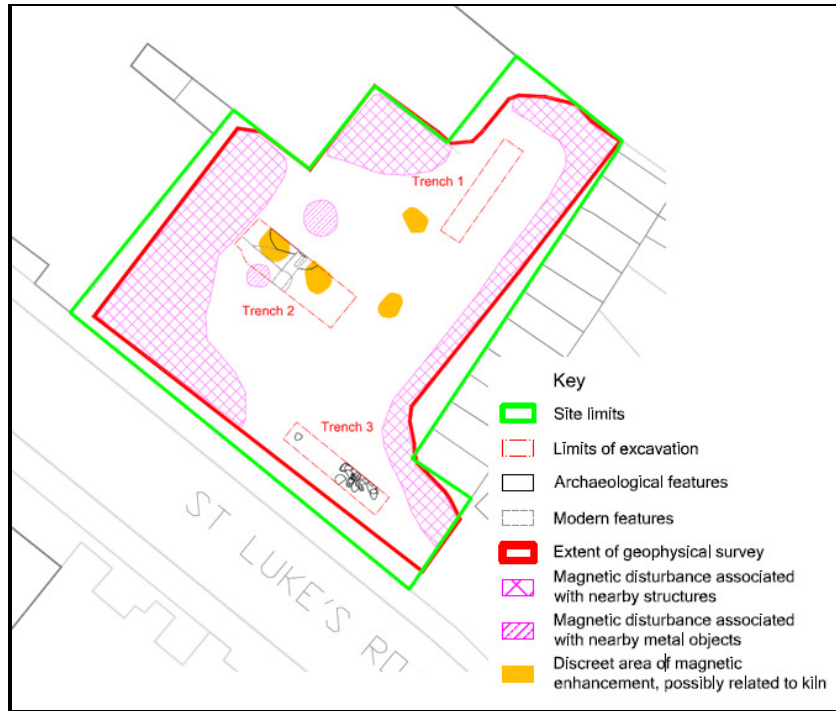 Trench 1
Trench 2
Trench 3
ST LUKE'S RO
Key
Site limits
Limits of excavation
Archaeological features
Modern features
Extent of geophysical survey
Magnetic disturbance associated
with nearby structures
Magnetic disturbance associated
with nearby metal objects
Discreet area of magnetic
enhancement, possibly related to kiln